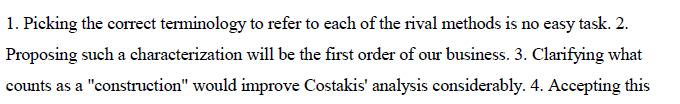 1. Picking the correct terminology to refer to each of the rival methods is no easy task. 2.
Proposing such a characterization will be the first order of our business. 3. Clarifying what
counts as a "construction" would improve Costakis' analysis considerably. 4. Accepting this